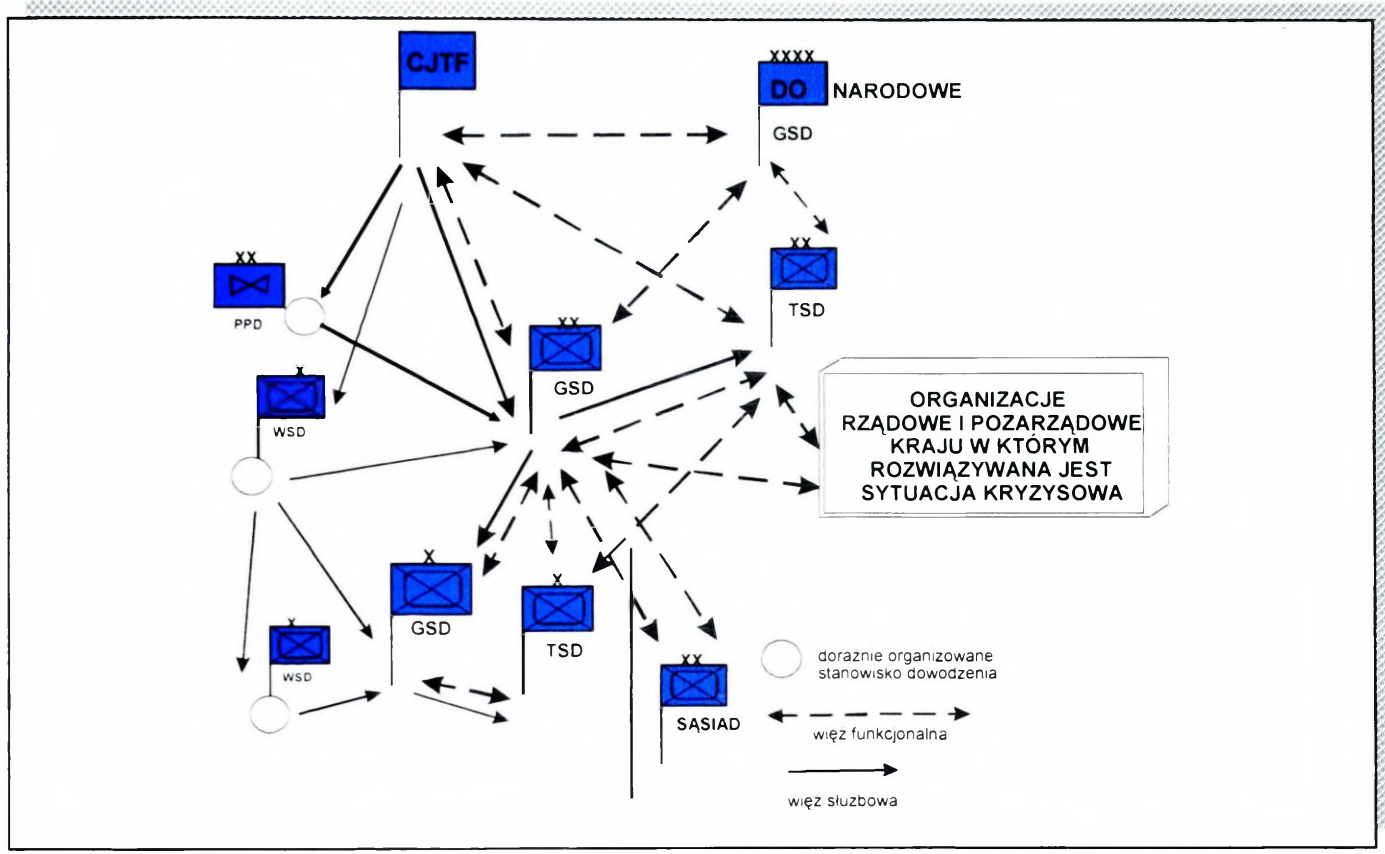 CJTF
XXXX
DO NARODOWE
GSD
XX
TSD
XX
PPD
XX
GSD
X
WSD
ORGANIZACJE
RZĄDOWE I POZARZĄDOWE
KRAJU W KTÓRYM
ROZWIĄZYWANA JEST
SYTUACJA KRYZYSOWA
X
GSD
X
TSD
X
WSD
XX
SĄSIAD
doraźnie organizowane
stanowisko dowodzenia
więź funkcjonalna
więź służbowa